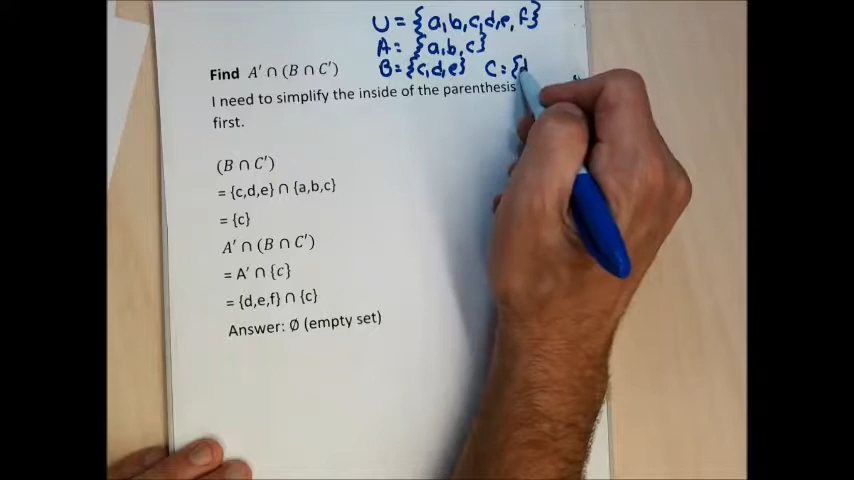 U = {a,b,c,d,e,f}
A = {a,b,c}
Find A′ ∩ (B ∩ C′) B = {c,d,e} C = {d
I need to simplify the inside of the parenthesis
first.
(B ∩ C′)
= {c,d,e} ∩ {a,b,c}
= {c}
A′ ∩ (B ∩ C′)
= A′ ∩ {c}
= {d,e,f} ∩ {c}
Answer: Ø (empty set)